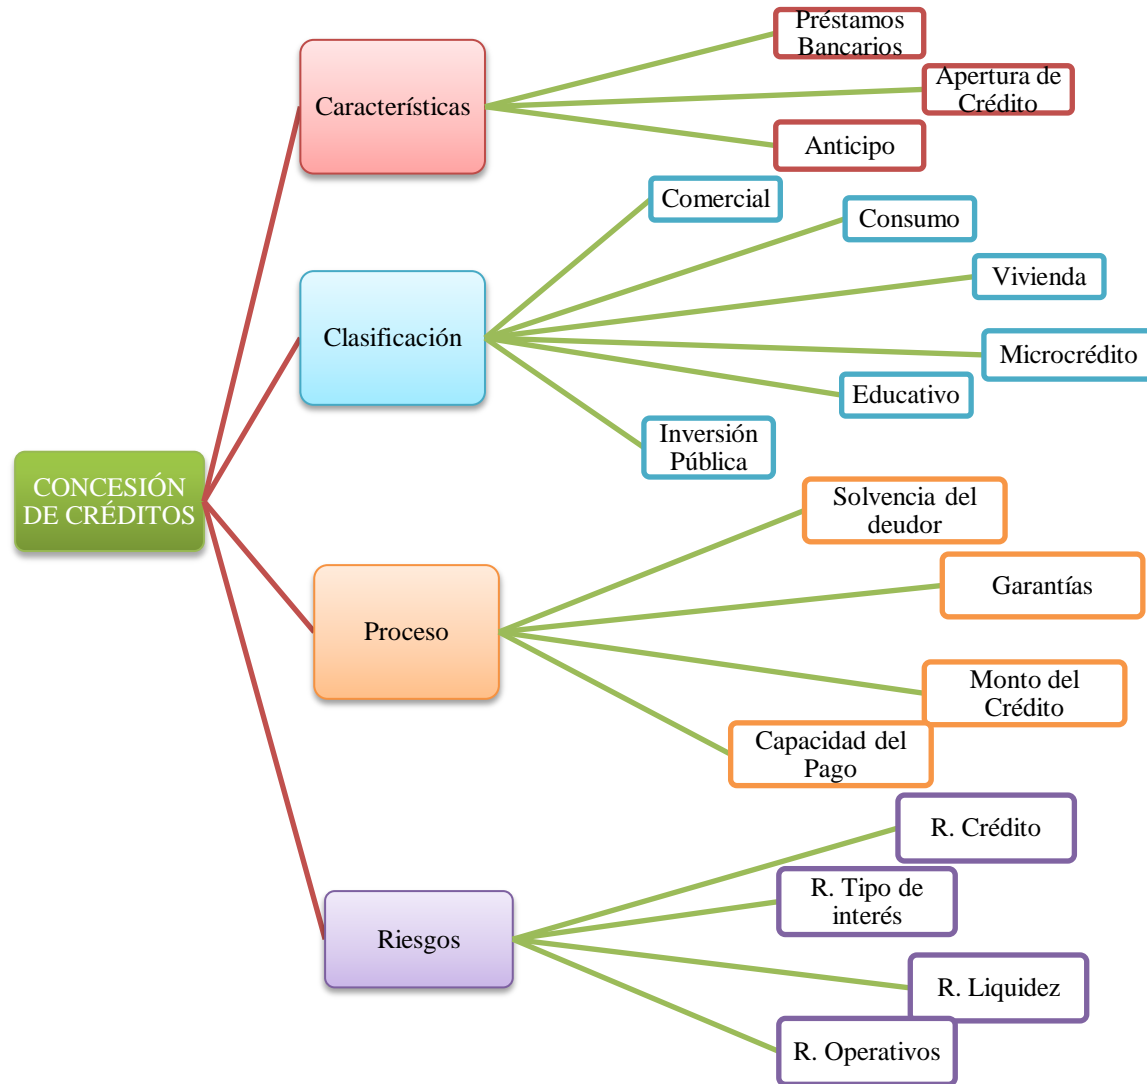 Préstamos
Bancarios
Apertura de
Crédito
Anticipo
Característícas
Comercial
Consumo
Vivienda
Microcrédito
Educativo
Inversión
Pública
Clasificación
CONCESIÓN
DE CRÉDITOS
Solvencia del
deudor
Garantías
Monto del
Crédito
Capacidad del
Pago
Proceso
R. Crédito
R. Tipo de
interés
R. Liquidez
R. Operativos
Riesgos